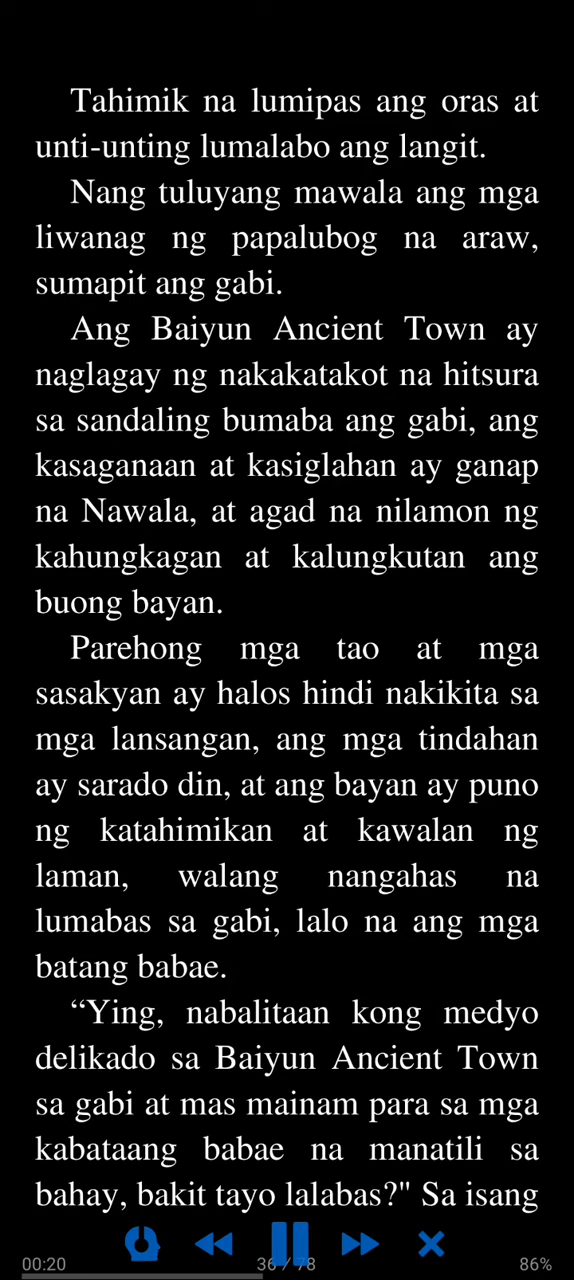 Tahimik na lumipas ang oras at
unti-unting lumalabo ang langit.
Nang tuluyang mawala ang mga
liwanag ng papalubog na araw,
sumapit ang gabi.
Ang Baiyun Ancient Town ay
naglagay ng nakakatakot na hitsura
sa sandaling bumaba ang gabi, ang
kasaganaan at kasiglahan ay ganap
na Nawala, at agad na nilamon ng
kahungkagan at kalungkutan ang
buong bayan.
Parehong mga tao at mga
sasakyan ay halos hindi nakikita sa
mga lansangan, ang mga tindahan
ay sarado din, at ang bayan ay puno
ng katahimikan at kawalan ng
laman, walang nangahas na
lumabas sa gabi, lalo na ang mga
batang babae.
“Ying, nabalitaan kong medyo
delikado sa Baiyun Ancient Town
sa gabi at mas mainam para sa mga
kabataang babae na manatili sa
bahay, bakit tayo lalabas?" Sa isang
00:20 36 / 78 86%